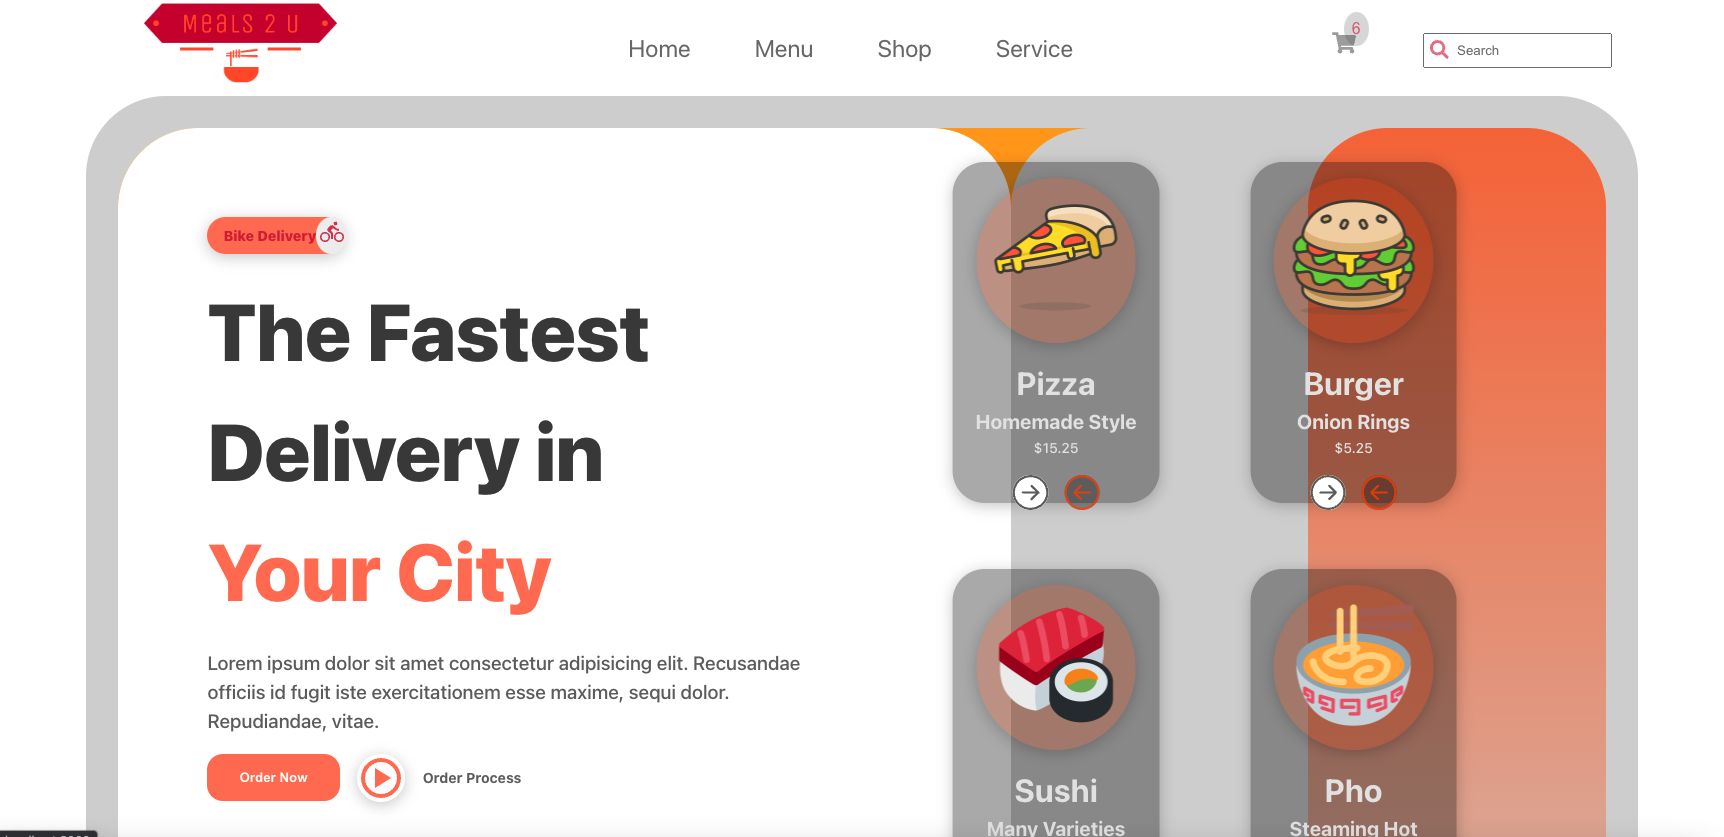 Meals 2 U
Home
Menu
Shop
Service
6
Search
Bike Delivery
The Fastest
Delivery in
Your City
Lorem ipsum dolor sit amet consectetur adipisicing elit. Recusandae
officiis id fugit iste exercitationem esse maxime, sequi dolor.
Repudiandae, vitae.
Order Now
Order Process
Pizza
Homemade Style
$15.25
Burger
Onion Rings
$5.25
Sushi
Many Varieties
Pho
Steaming Hot